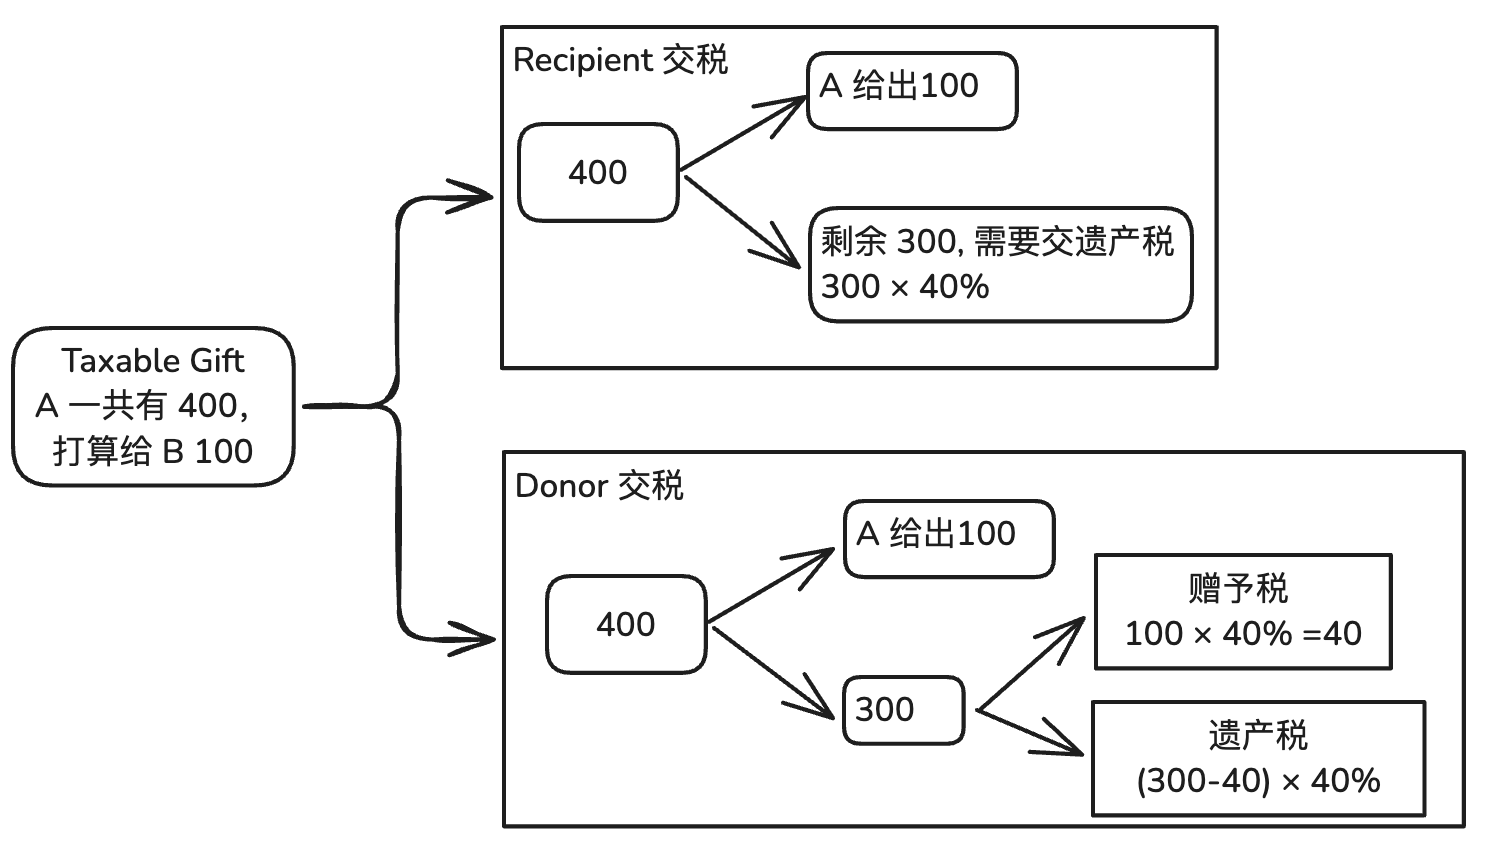 Taxable Gift
A 一共有 400,
打算给 B 100
Recipient 交税
400
A 给出100
剩余 300, 需要交遗产税
300 × 40%
Donor 交税
400
A 给出100
300
赠予税
100 × 40% =40
遗产税
(300-40) × 40%